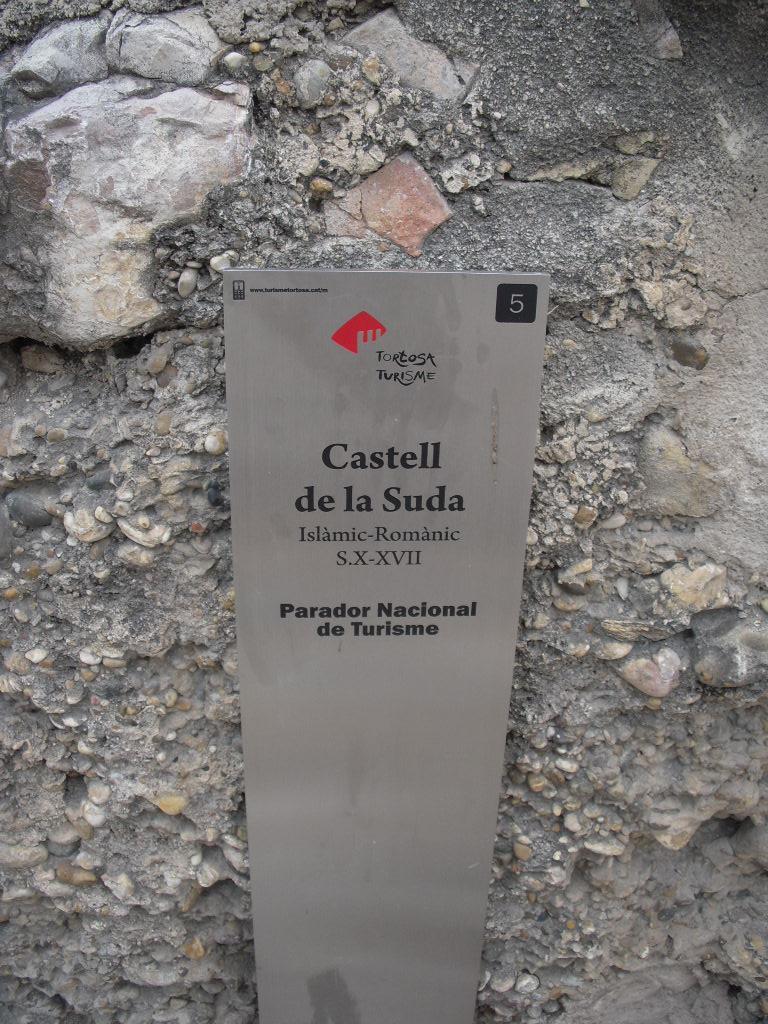 www.turismetortosa.cat/m
5
TORtOSA
TURISME
Castell
de la Suda
Islàmic-Romànic
S.X-XVII
Parador Nacional
de Turisme